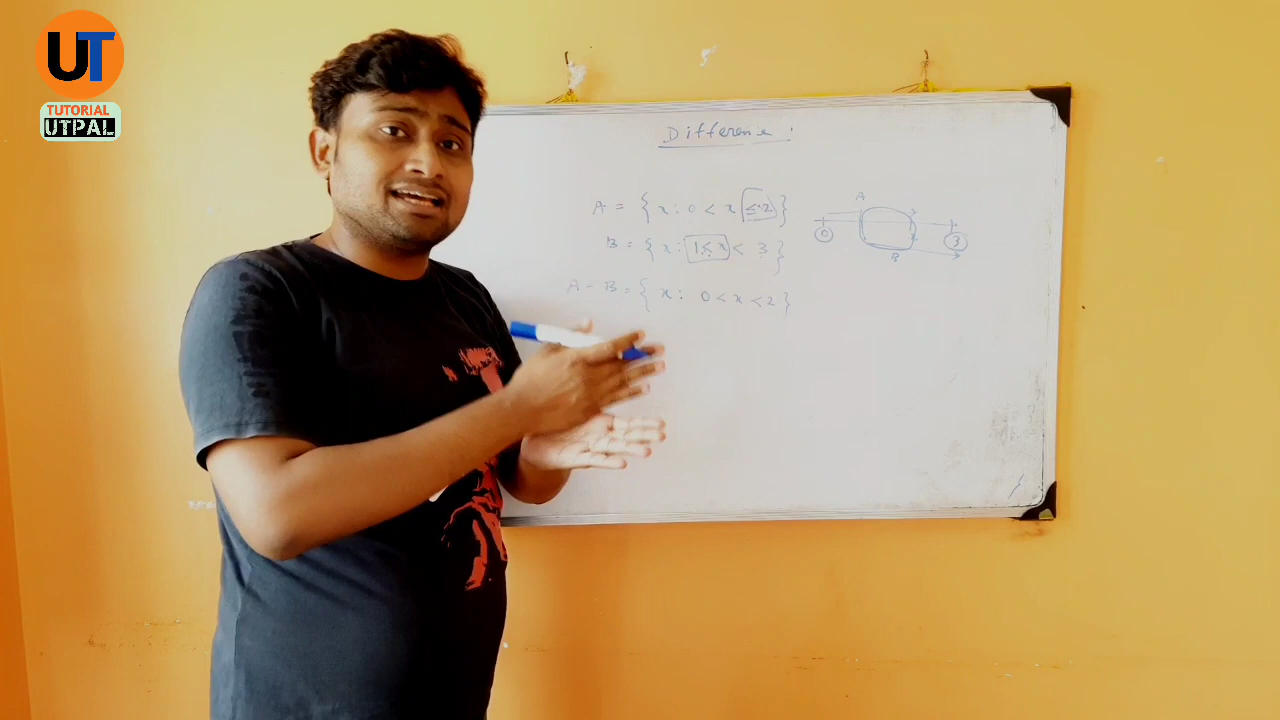 UT
TUTORIAL
UTPAL
Difference :
A = { x : 0 < x ≤ 2 }
B = { x : 1 ≤ x < 3 }
A - B = { x : 0 < x < 2 }
A
0
3
B